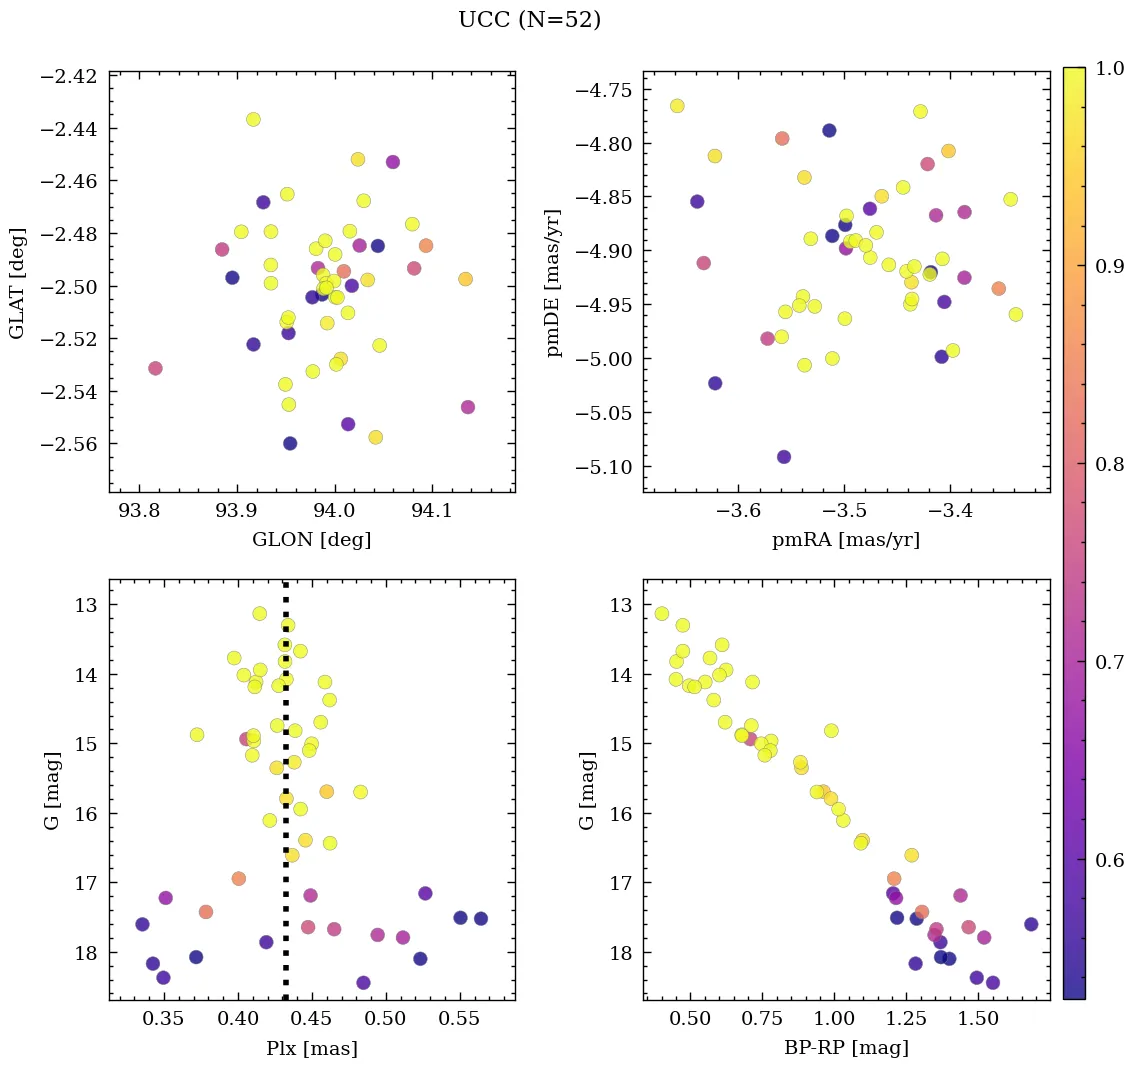 UCC (N=52)
−2.42
−2.44
−2.46
−2.48
−2.50
−2.52
−2.54
−2.56
GLAT [deg]
93.8 93.9 94.0 94.1
GLON [deg]
−4.75
−4.80
−4.85
−4.90
−4.95
−5.00
−5.05
−5.10
pmDE [mas/yr]
−3.6 −3.5 −3.4
pmRA [mas/yr]
1.0
0.9
0.8
0.7
0.6
13
14
15
16
17
18
G [mag]
0.35 0.40 0.45 0.50 0.55
Plx [mas]
13
14
15
16
17
18
G [mag]
0.50 0.75 1.00 1.25 1.50
BP-RP [mag]